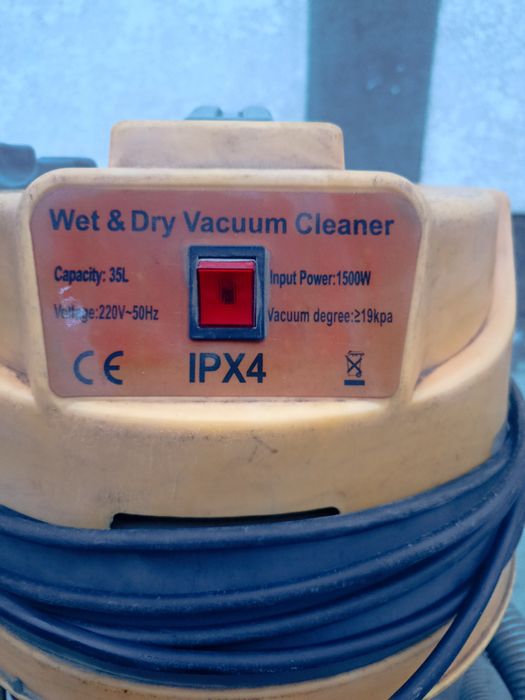 Wet & Dry Vacuum Cleaner
Capacity: 35L
Input Power:1500W
Voltage:220V~50Hz
Vacuum degree:≥19kpa
CE
IPX4